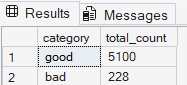 Results Messages
category total_count
1 good 5100
2 bad 228